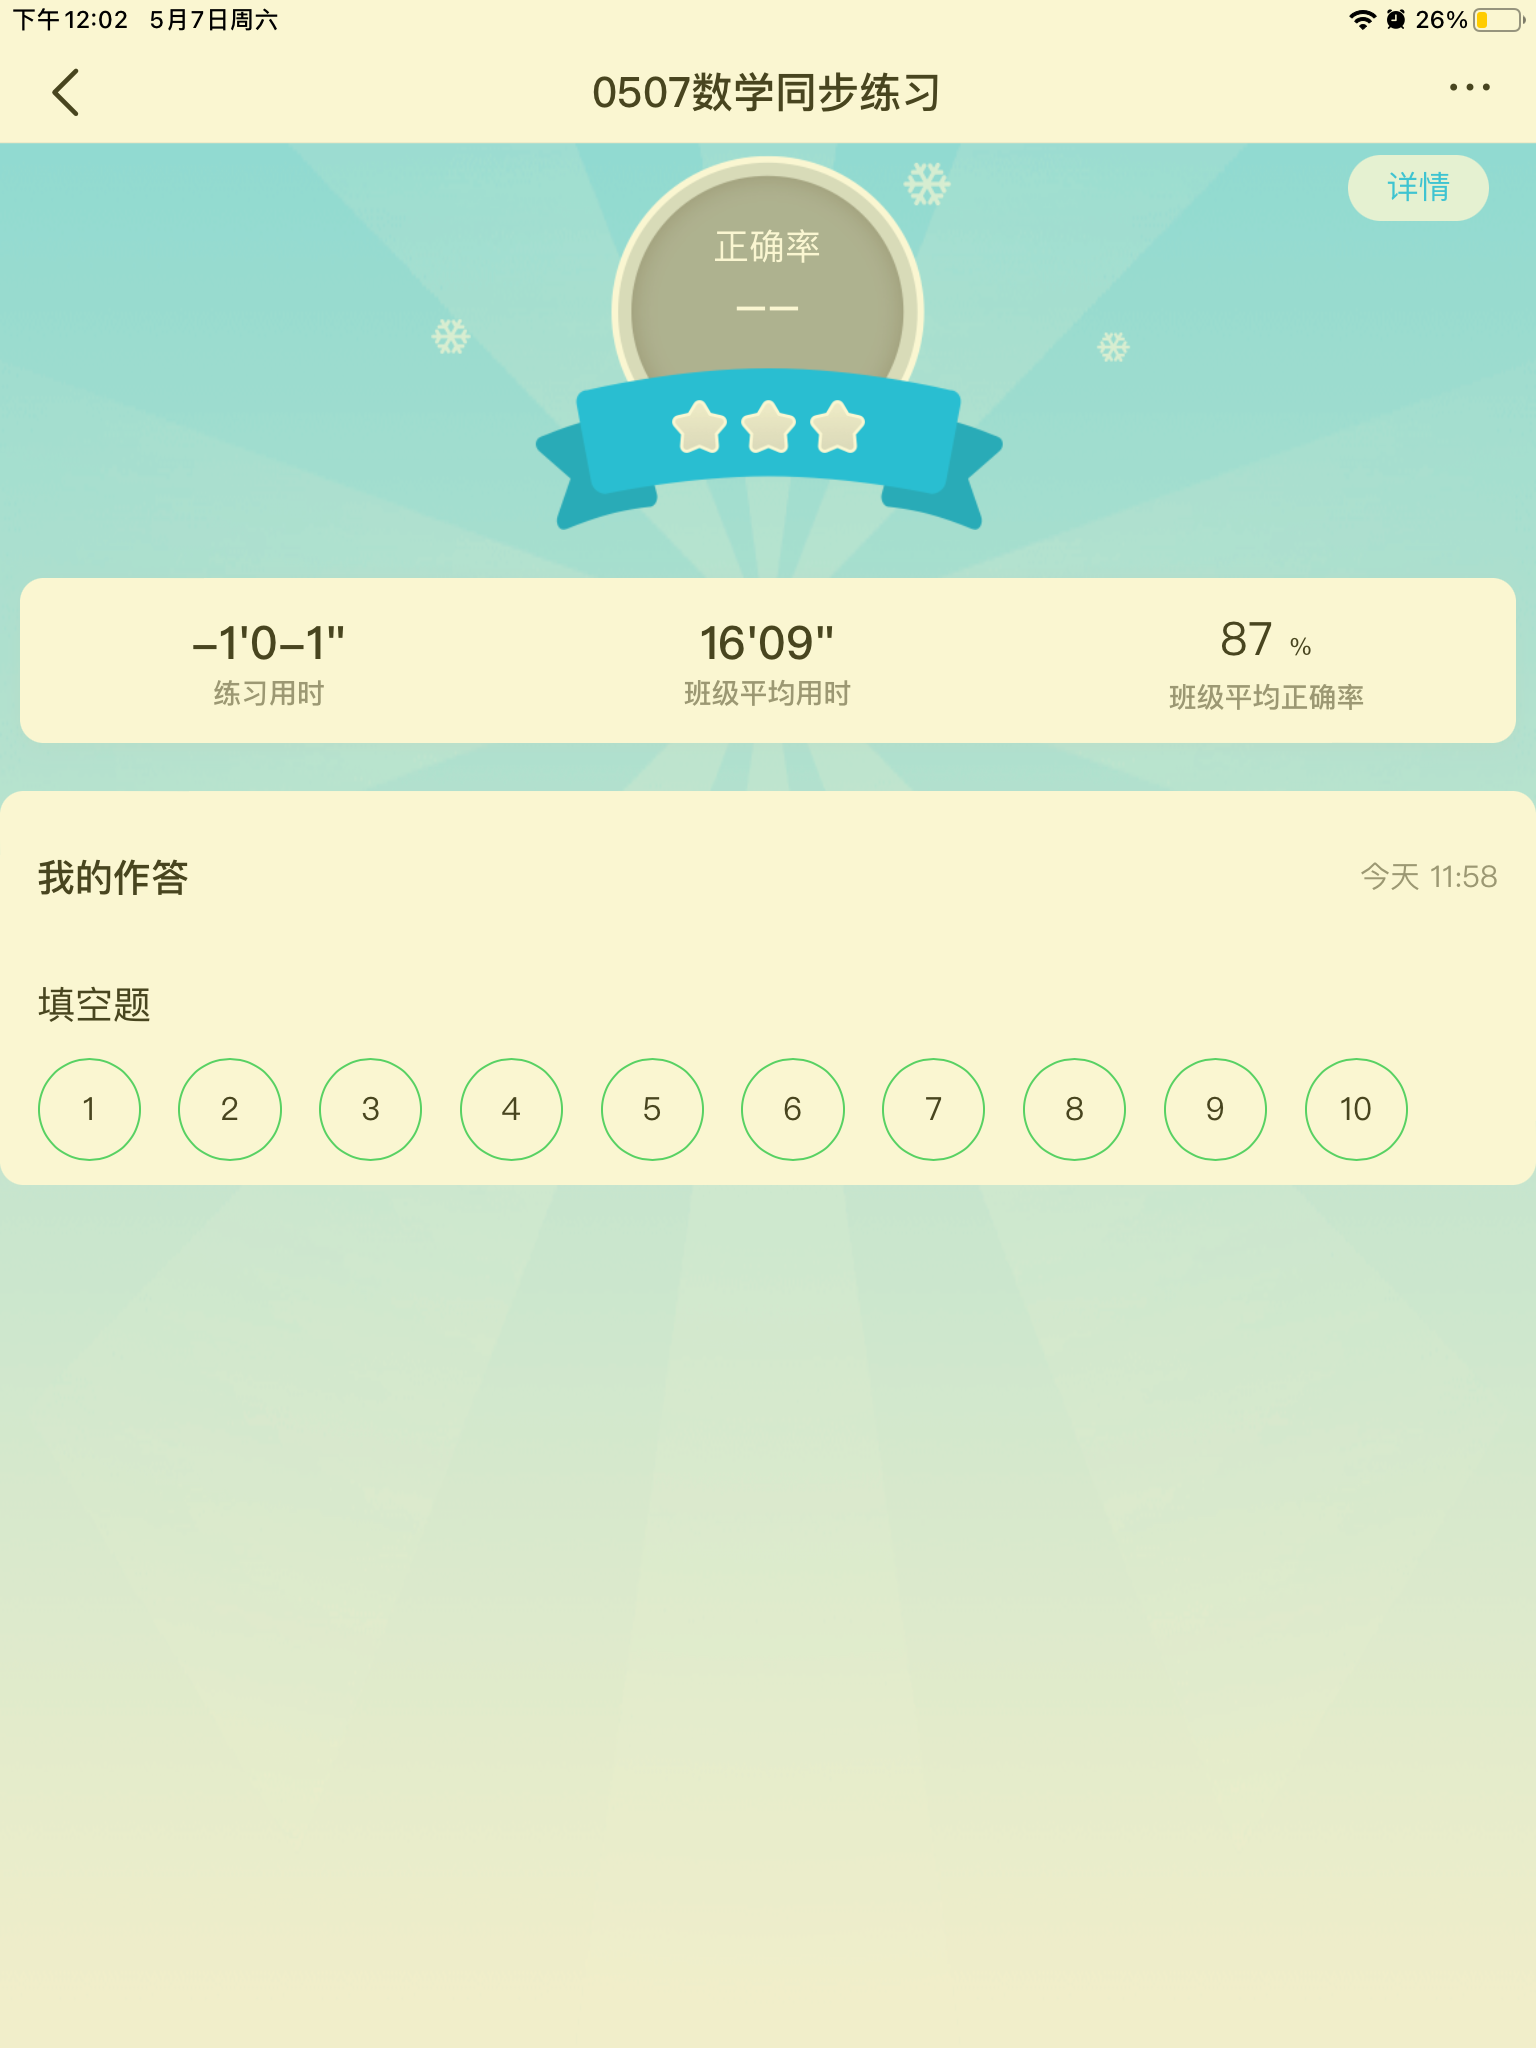 下午12:02 5月7日周六 26%
0507数学同步练习
详情
正确率
——
–1'0–1" 16'09" 87 %
练习用时 班级平均用时 班级平均正确率
我的作答 今天 11:58
填空题
1 2 3 4 5 6 7 8 9 10